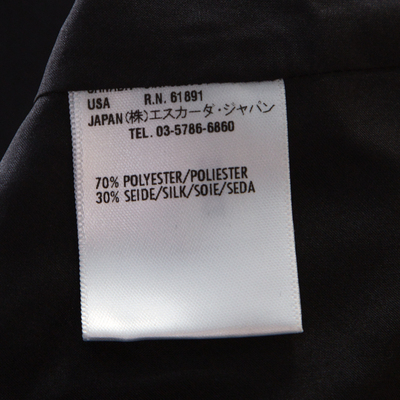 USA R.N. 61891
JAPAN (株)エスカーダ・ジャパン
TEL. 03-5786-6860
70% POLYESTER/POLIESTER
30% SEIDE/SILK/SOIE/SEDA